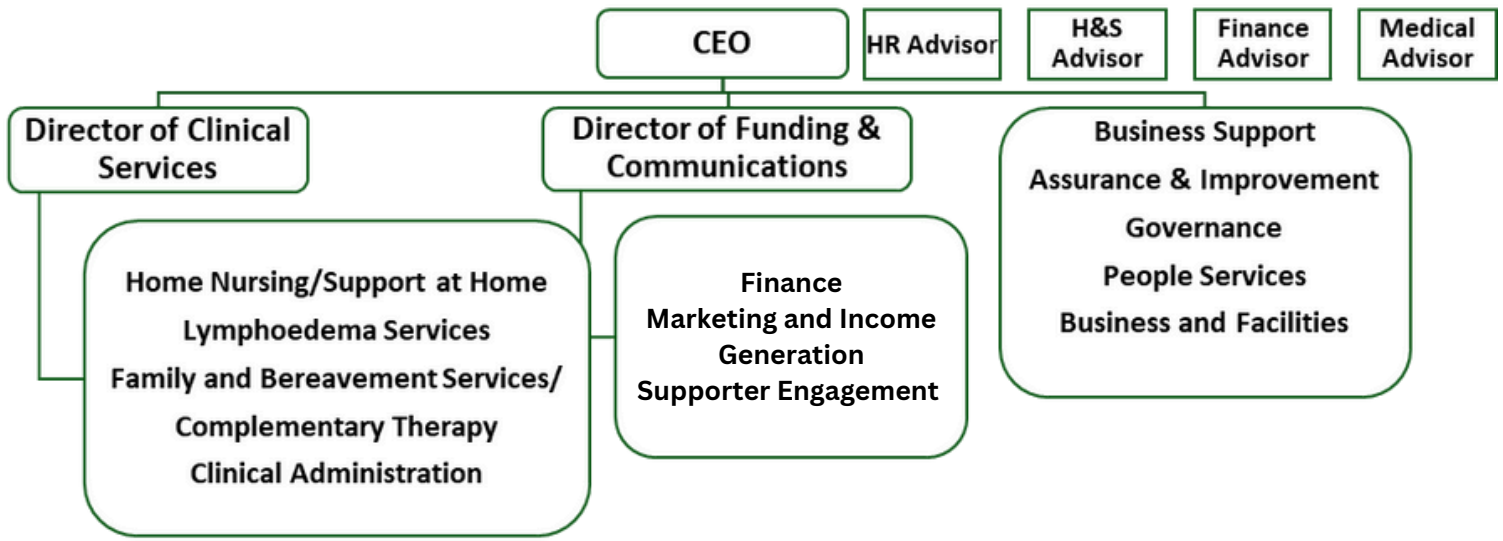 CEO
HR Advisor
H&S
Advisor
Finance
Advisor
Medical
Advisor
Director of Clinical
Services
Director of Funding &
Communications
Business Support
Assurance & Improvement
Governance
People Services
Business and Facilities
Home Nursing/Support at Home
Lymphoedema Services
Family and Bereavement Services/
Complementary Therapy
Clinical Administration
Finance
Marketing and Income
Generation
Supporter Engagement